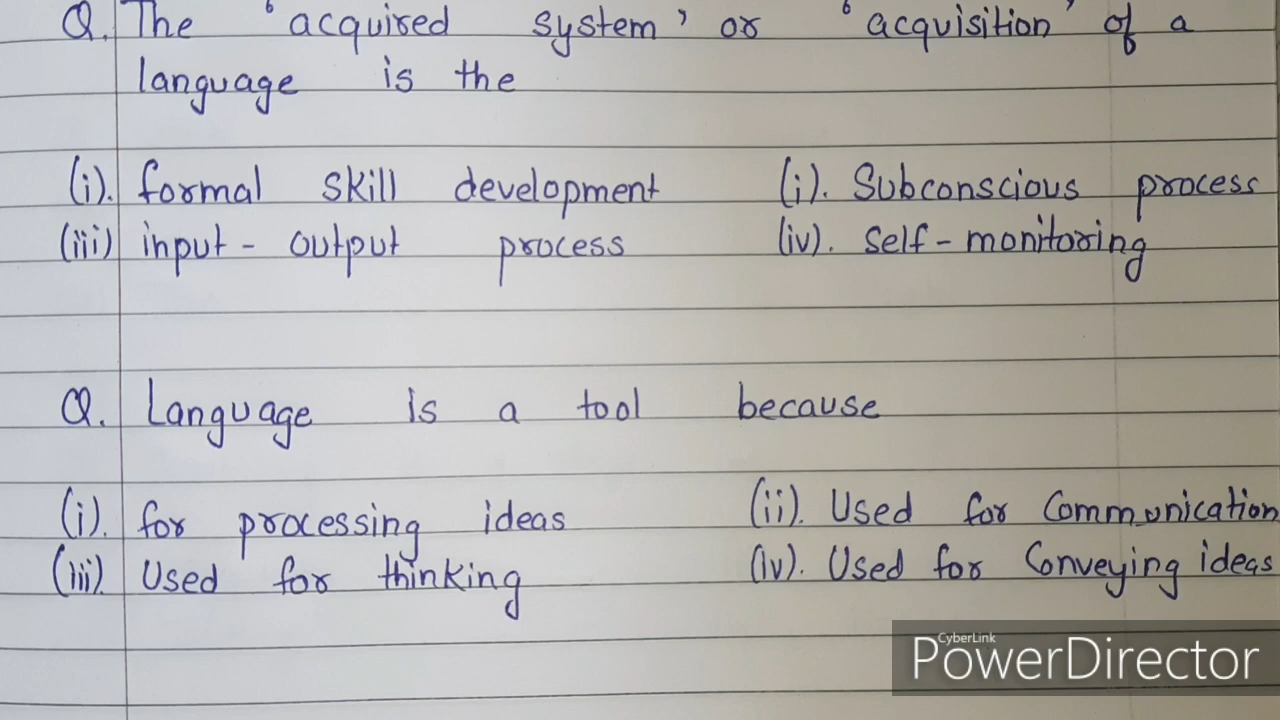 Q. The 'acquired system' or 'acquisition' of a
language is the
(i). formal skill development (i). Subconscious process
(iii) input - output process (iv). self - monitoring
Q. Language is a tool because
(i). for processing ideas (ii). Used for Communication
(iii). Used for thinking (iv). Used for Conveying ideas
CyberLink
PowerDirector